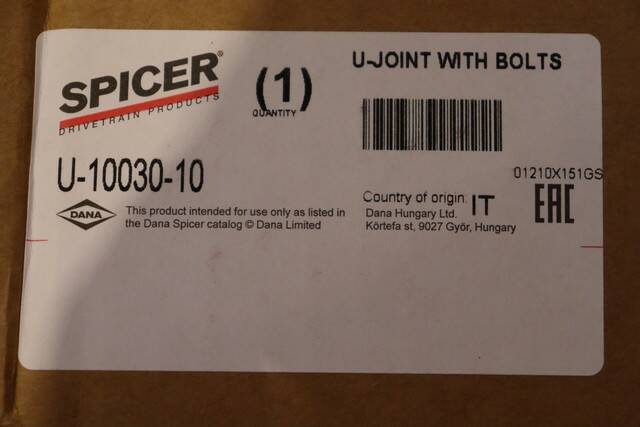 SPICER®
DRIVETRAIN PRODUCTS
(1)
QUANTITY
U-JOINT WITH BOLTS
U-10030-10
01210X151GS
DANA
This product intended for use only as listed in
the Dana Spicer catalog © Dana Limited
Country of origin: IT
Dana Hungary Ltd.
Körtefa st, 9027 Györ, Hungary
EAC